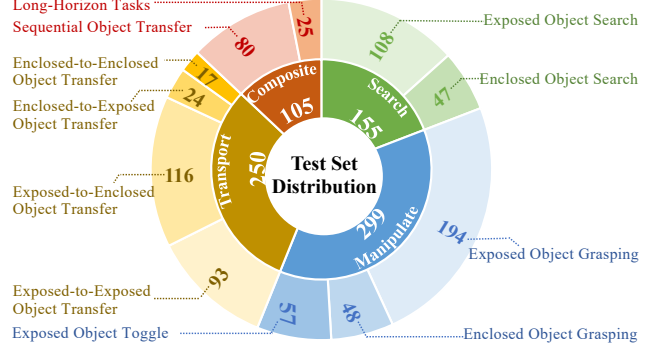 Long-Horizon Tasks
Sequential Object Transfer
Enclosed-to-Enclosed
Object Transfer
Enclosed-to-Exposed
Object Transfer
Exposed-to-Enclosed
Object Transfer
Exposed-to-Exposed
Object Transfer
Exposed Object Toggle
Exposed Object Search
Enclosed Object Search
Exposed Object Grasping
Enclosed Object Grasping
25
80
17
24
116
93
57
48
194
47
108
Composite
105
Search
155
Transport
250
Manipulate
299
Test Set
Distribution